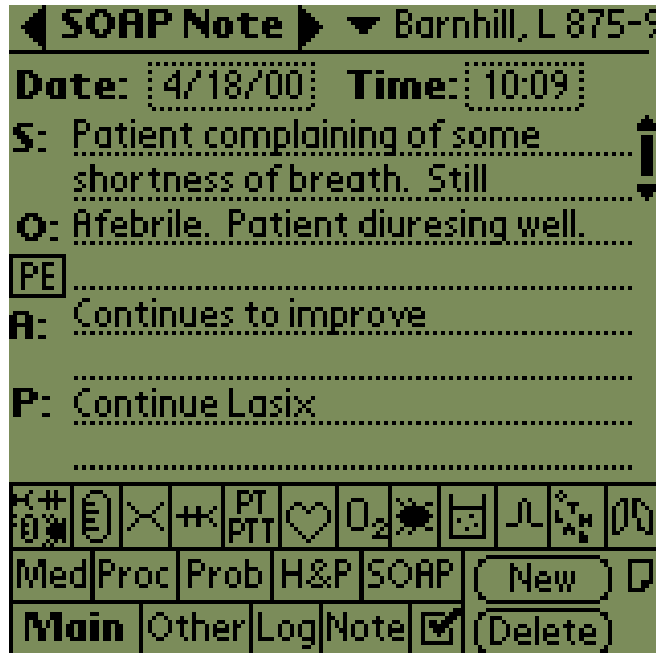 SOAP Note Barnhill, L 875-9
Date: 4/18/00 Time: 10:09
S: Patient complaining of some
shortness of breath. Still
O: Afebrile. Patient diuresing well.
PE
A: Continues to improve
P: Continue Lasix
PT
PTT O2
Med Proc Prob H&P SOAP New
Main Other Log Note Delete